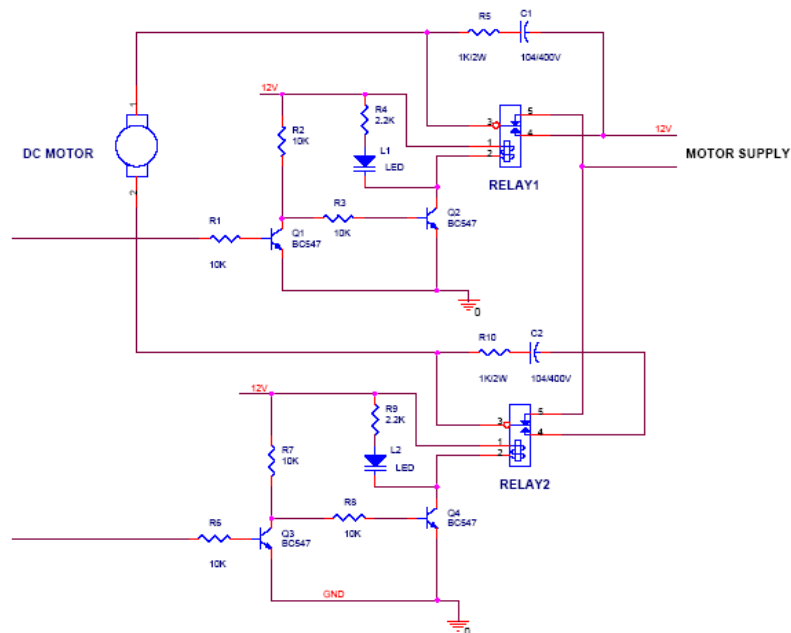 R5
C1
1K/2W
104/400V
12V
R4
2.2K
R2
10K
5
3
4
12V
1
L1
LED
1
2
DC MOTOR
MOTOR SUPPLY
RELAY1
2
R1
R3
Q2
BC547
Q1
BC547
10K
10K
0
R10
C2
1K/2W
104/400V
12V
R9
2.2K
5
3
4
R7
10K
1
L2
LED
2
RELAY2
R6
R8
Q4
BC547
Q3
BC547
10K
10K
GND
0